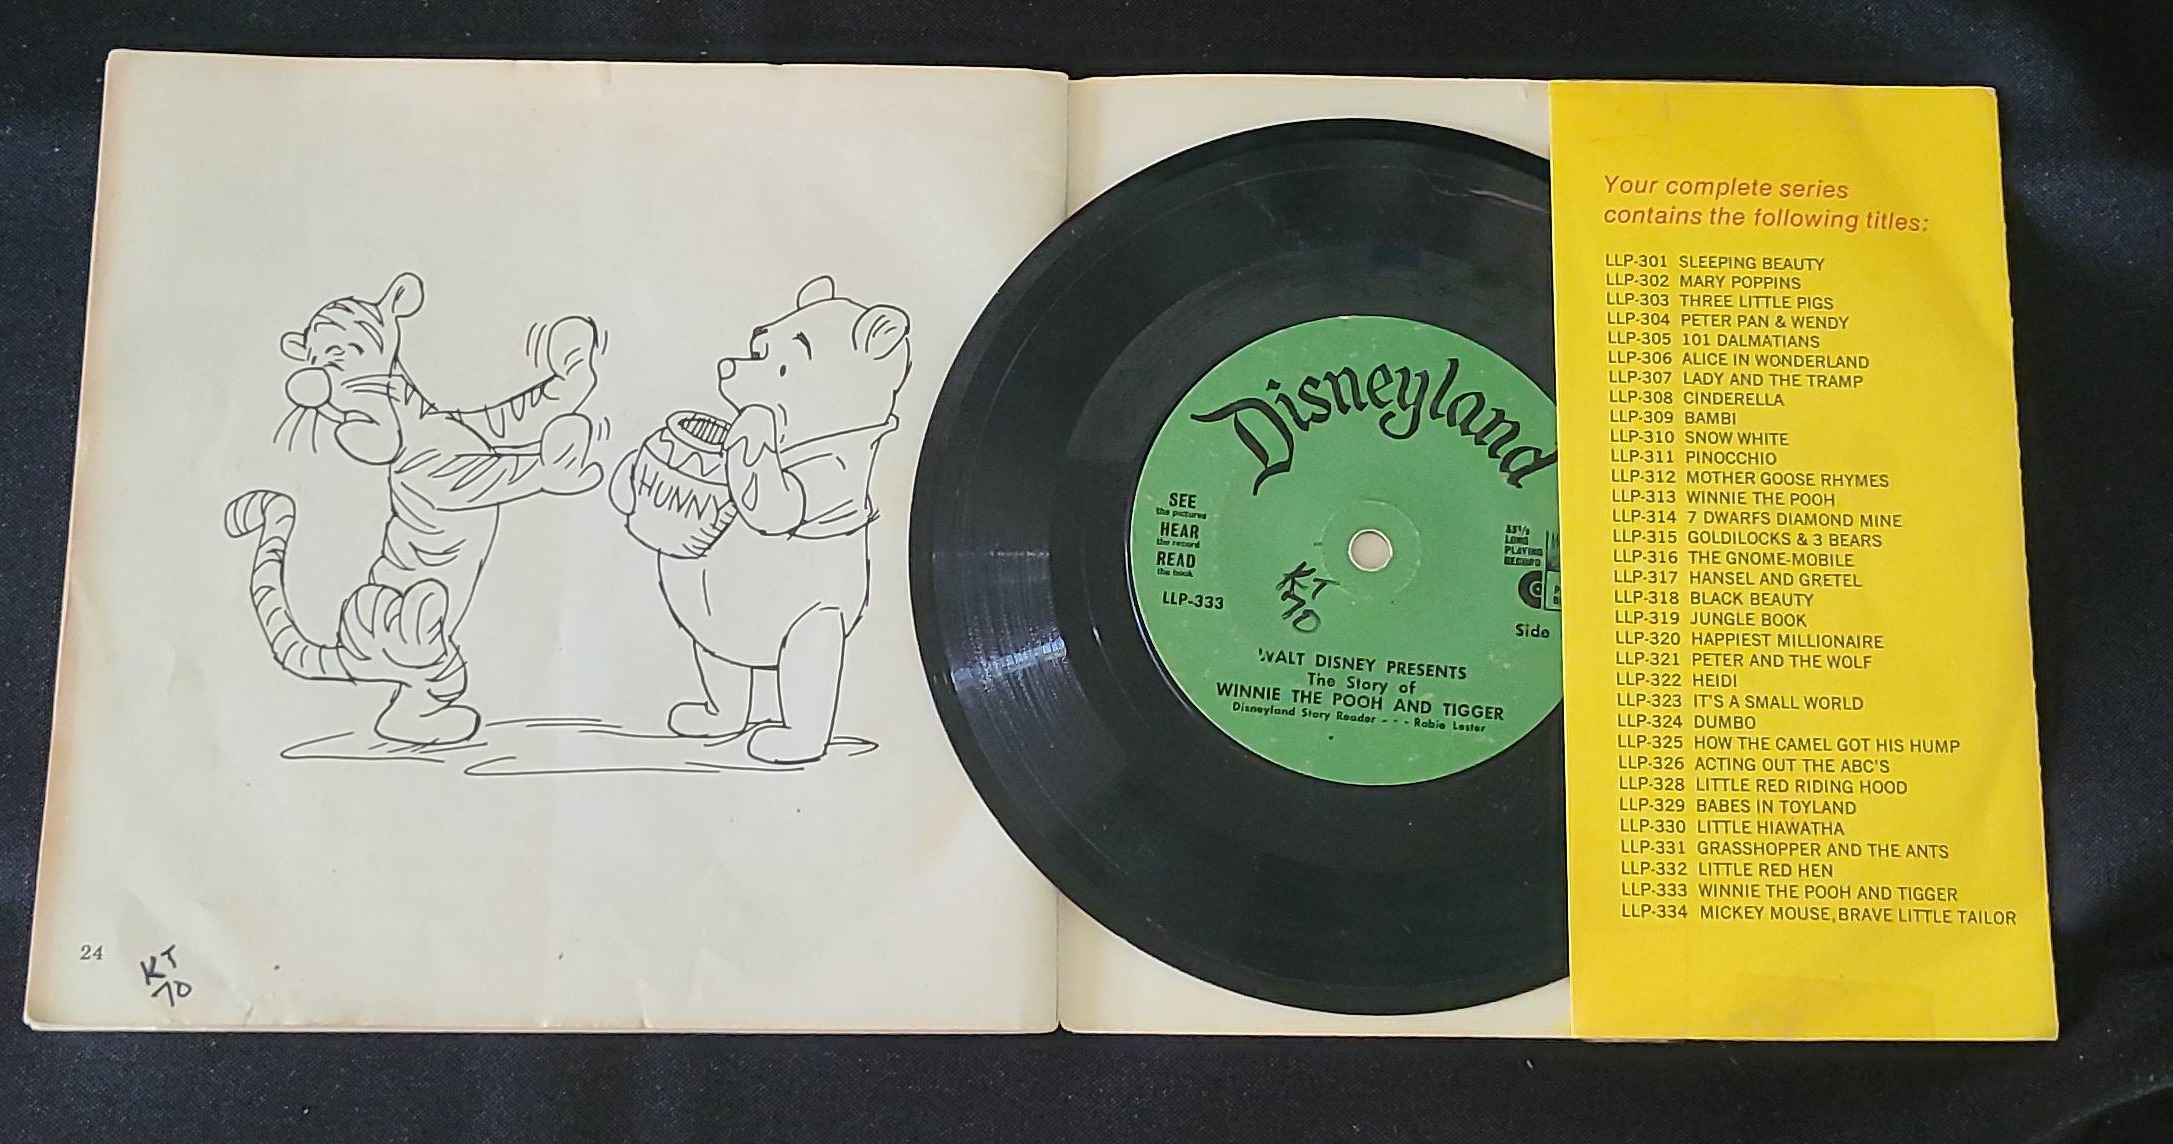 HUNNY
24
KT
70
Disneyland
SEE
the pictures
HEAR
the record
READ
the book
LLP-333
33 1/3
LONG
PLAYING
RECORD
KT
70
Side
WALT DISNEY PRESENTS
The Story of
WINNIE THE POOH AND TIGGER
Disneyland Story Reader - - - Robie Lester
Your complete series
contains the following titles:
LLP-301 SLEEPING BEAUTY
LLP-302 MARY POPPINS
LLP-303 THREE LITTLE PIGS
LLP-304 PETER PAN & WENDY
LLP-305 101 DALMATIANS
LLP-306 ALICE IN WONDERLAND
LLP-307 LADY AND THE TRAMP
LLP-308 CINDERELLA
LLP-309 BAMBI
LLP-310 SNOW WHITE
LLP-311 PINOCCHIO
LLP-312 MOTHER GOOSE RHYMES
LLP-313 WINNIE THE POOH
LLP-314 7 DWARFS DIAMOND MINE
LLP-315 GOLDILOCKS & 3 BEARS
LLP-316 THE GNOME-MOBILE
LLP-317 HANSEL AND GRETEL
LLP-318 BLACK BEAUTY
LLP-319 JUNGLE BOOK
LLP-320 HAPPIEST MILLIONAIRE
LLP-321 PETER AND THE WOLF
LLP-322 HEIDI
LLP-323 IT'S A SMALL WORLD
LLP-324 DUMBO
LLP-325 HOW THE CAMEL GOT HIS HUMP
LLP-326 ACTING OUT THE ABC'S
LLP-328 LITTLE RED RIDING HOOD
LLP-329 BABES IN TOYLAND
LLP-330 LITTLE HIAWATHA
LLP-331 GRASSHOPPER AND THE ANTS
LLP-332 LITTLE RED HEN
LLP-333 WINNIE THE POOH AND TIGGER
LLP-334 MICKEY MOUSE, BRAVE LITTLE TAILOR